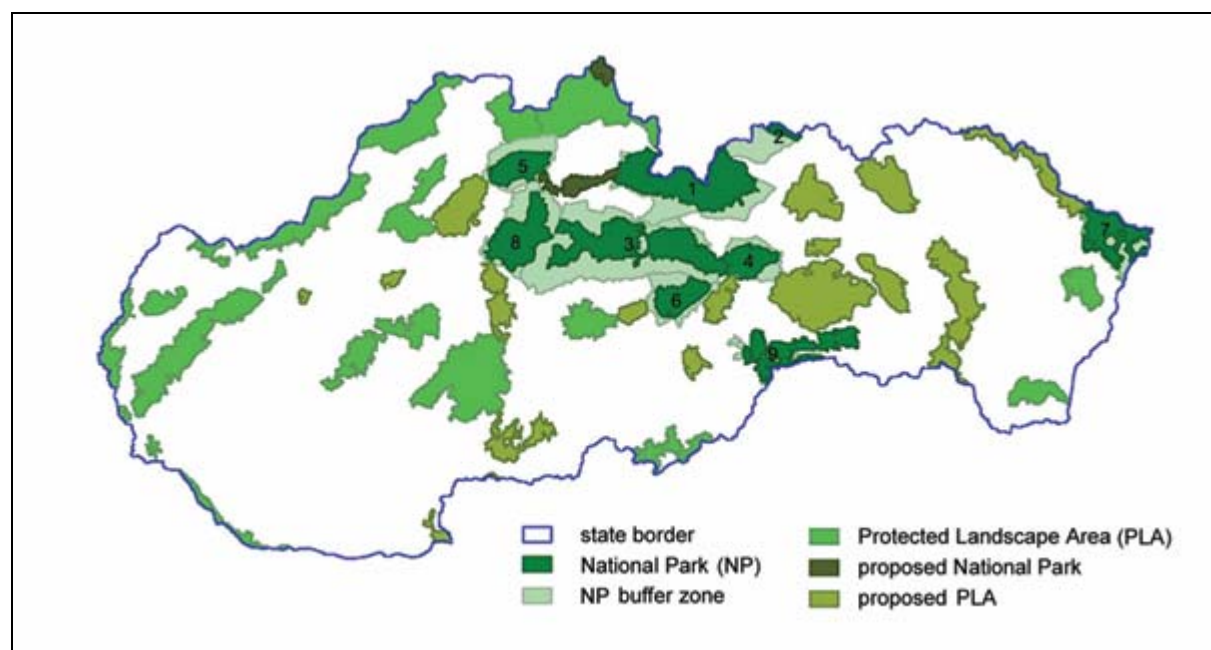 2
5
1
7
8
3
4
6
9
state border
National Park (NP)
NP buffer zone
Protected Landscape Area (PLA)
proposed National Park
proposed PLA